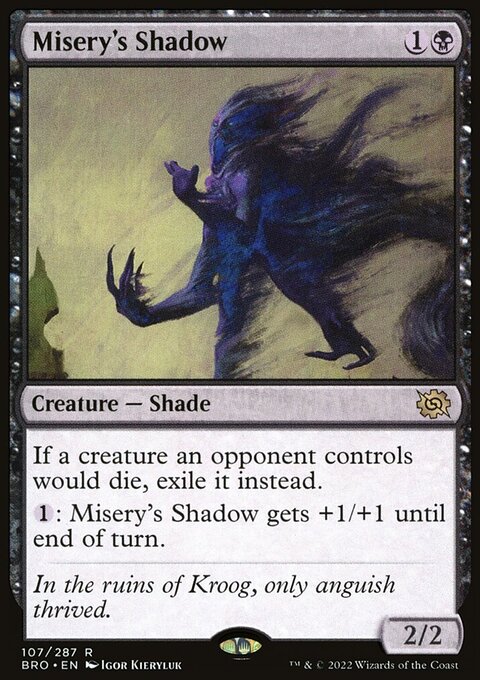 Misery's Shadow 1
Creature — Shade
If a creature an opponent controls
would die, exile it instead.
1: Misery's Shadow gets +1/+1 until
end of turn.
In the ruins of Kroog, only anguish
thrived.
2/2
107/287 R
BRO • EN Igor Kieryluk
™ & © 2022 Wizards of the Coast